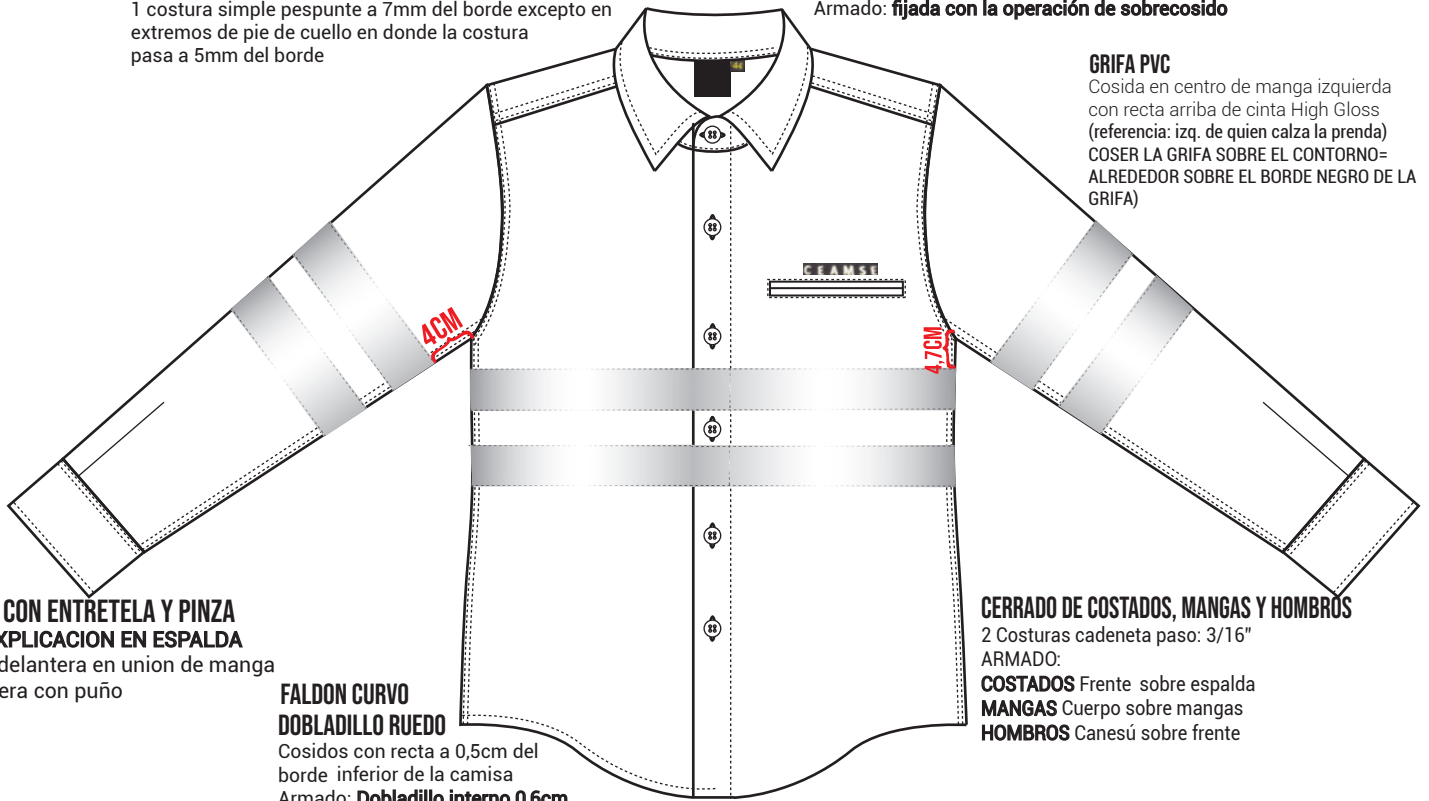 1 costura simple pespunte a 7mm del borde excepto en
extremos de pie de cuello en donde la costura
pasa a 5mm del borde
Armado: fijada con la operación de sobrecosido
GRIFA PVC
Cosida en centro de manga izquierda
con recta arriba de cinta High Gloss
(referencia: izq. de quien calza la prenda)
COSER LA GRIFA SOBRE EL CONTORNO=
ALREDEDOR SOBRE EL BORDE NEGRO DE LA
GRIFA)
CEAMSE
4CM
4,7CM
CON ENTRETELA Y PINZA
XPLICACION EN ESPALDA
delantera en union de manga
era con puño
FALDON CURVO
DOBLADILLO RUEDO
Cosidos con recta a 0,5cm del
borde inferior de la camisa
Armado: Dobladillo interno 0,6cm
CERRADO DE COSTADOS, MANGAS Y HOMBROS
2 Costuras cadeneta paso: 3/16"
ARMADO:
COSTADOS Frente sobre espalda
MANGAS Cuerpo sobre mangas
HOMBROS Canesú sobre frente